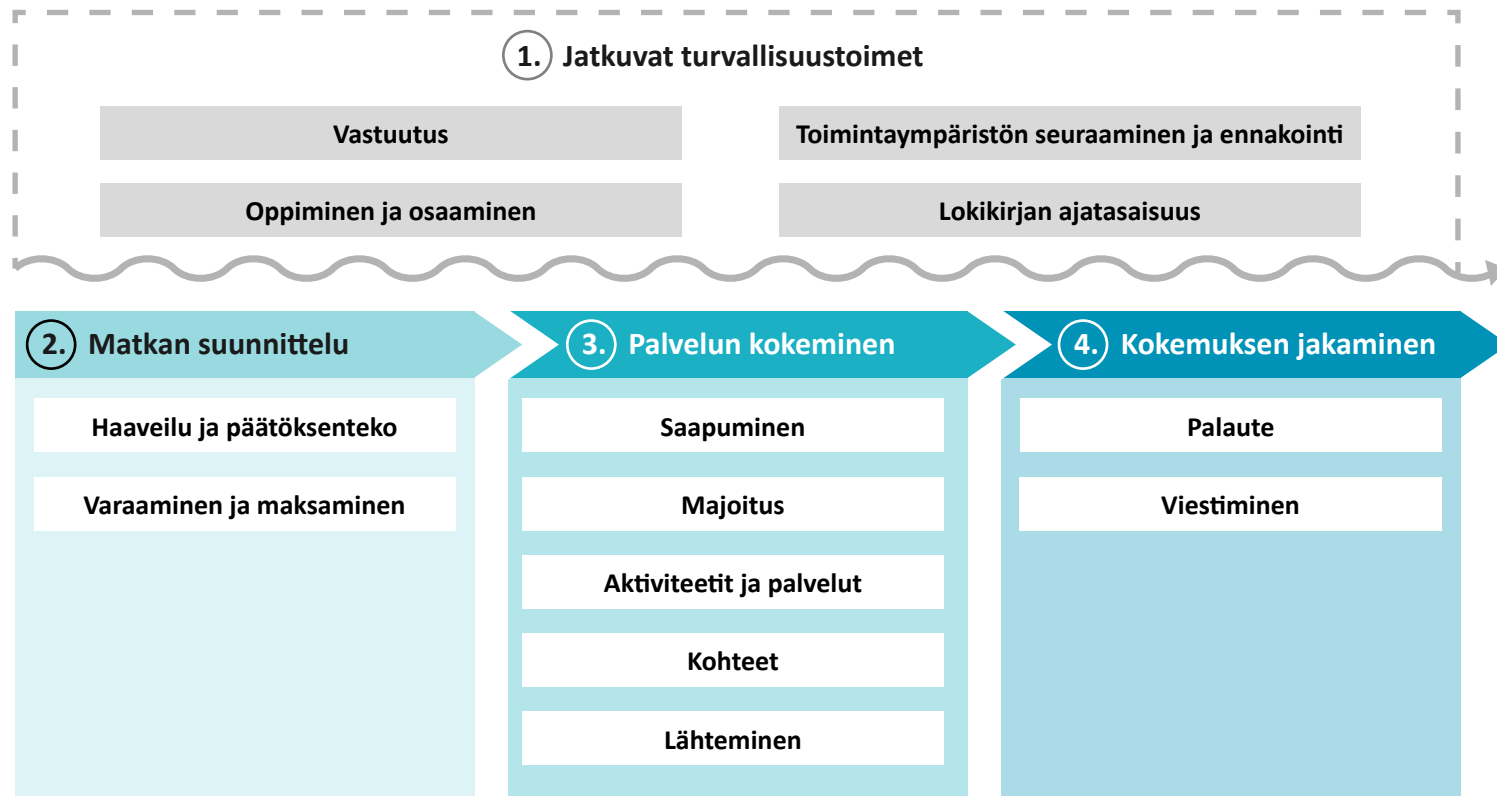 1. Jatkuvat turvallisuustoimet
Vastuutus
Toimintaympäristön seuraaminen ja ennakointi
Oppiminen ja osaaminen
Lokikirjan ajatasaisuus
2. Matkan suunnittelu
Haaveilu ja päätöksenteko
Varaaminen ja maksaminen
3. Palvelun kokeminen
Saapuminen
Majoitus
Aktiviteetit ja palvelut
Kohteet
Lähteminen
4. Kokemuksen jakaminen
Palaute
Viestiminen